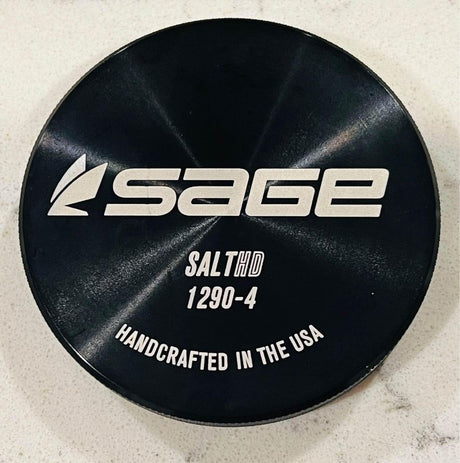 SAGE
SALTHD
1290-4
HANDCRAFTED IN THE USA